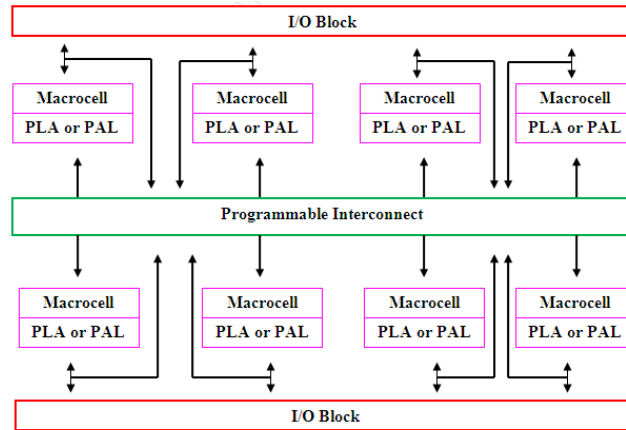 I/O Block
Macrocell Macrocell Macrocell Macrocell
PLA or PAL PLA or PAL PLA or PAL PLA or PAL
Programmable Interconnect
Macrocell Macrocell Macrocell Macrocell
PLA or PAL PLA or PAL PLA or PAL PLA or PAL
I/O Block